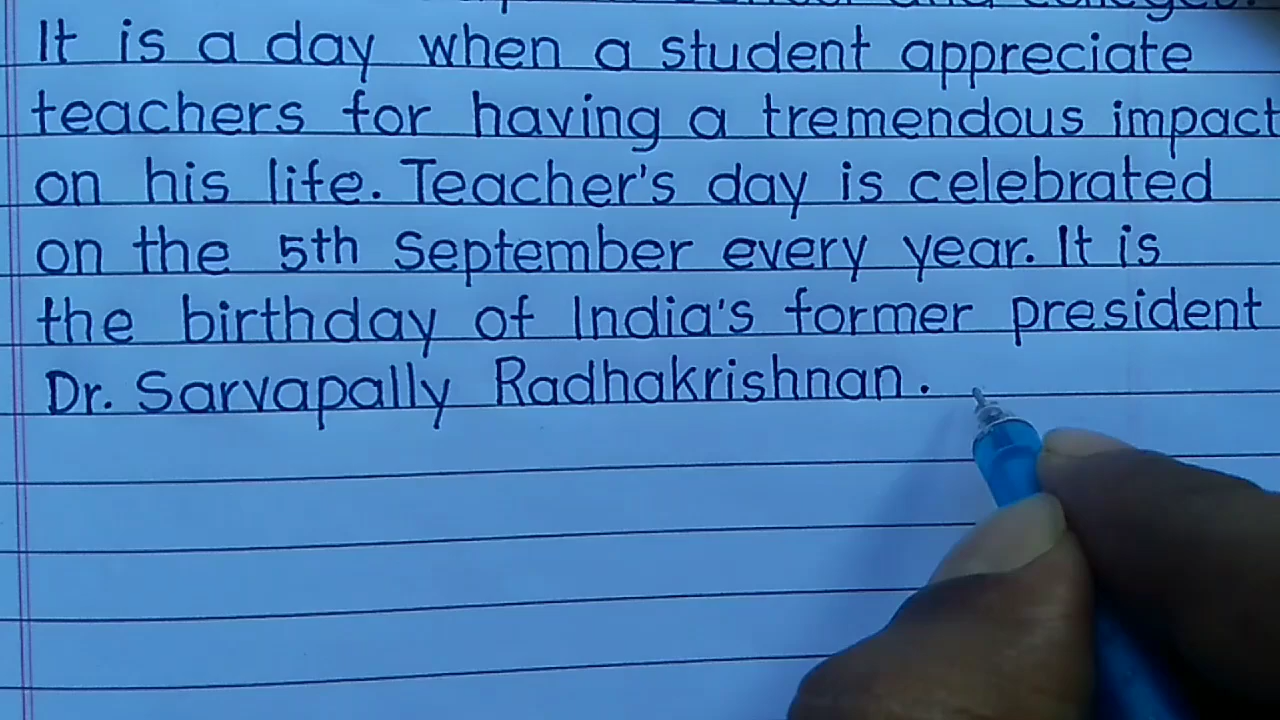 It is a day when a student appreciate
teachers for having a tremendous impact
on his life. Teacher's day is celebrated
on the 5th September every year. It is
the birthday of India's former president
Dr. Sarvapally Radhakrishnan.